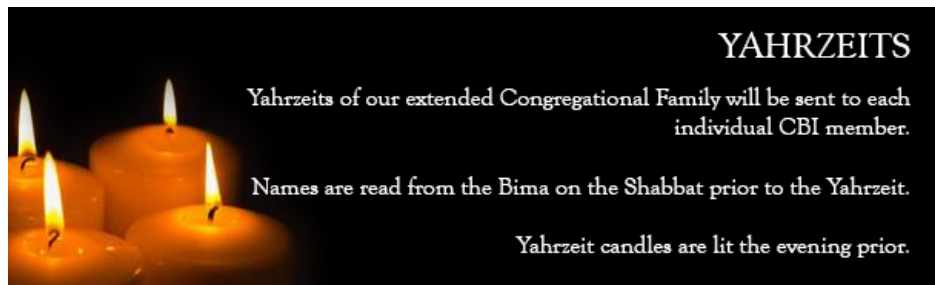 YAHRZEITS
Yahrzeits of our extended Congregational Family will be sent to each
individual CBI member.
Names are read from the Bima on the Shabbat prior to the Yahrzeit.
Yahrzeit candles are lit the evening prior.